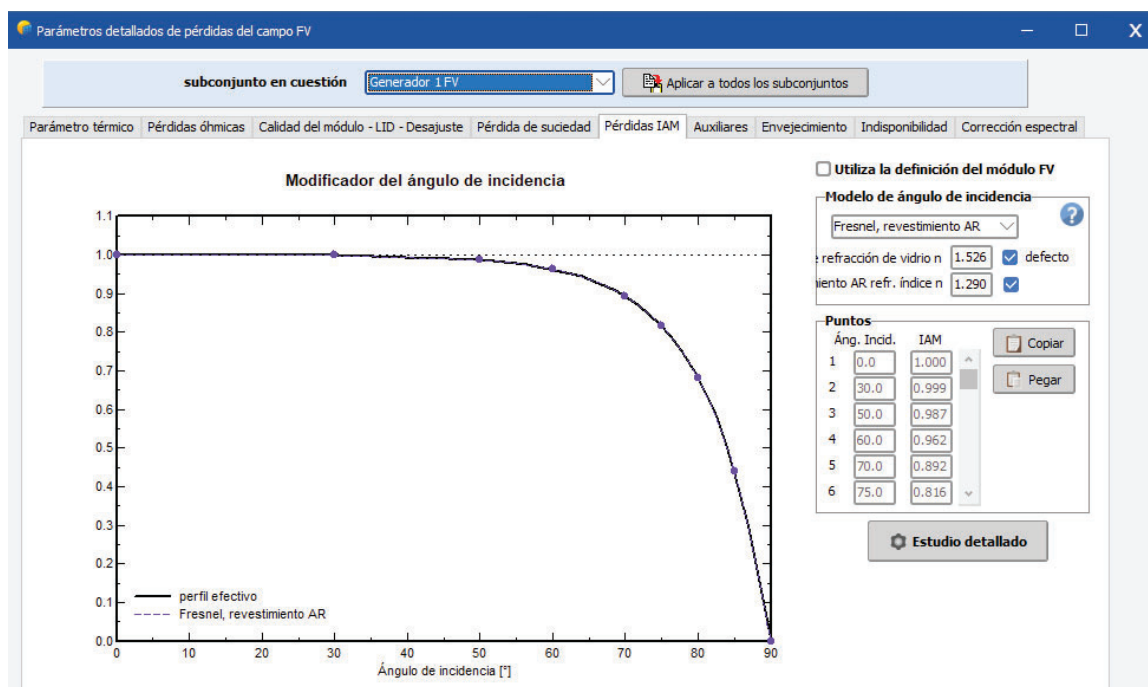 Parámetros detallados de pérdidas del campo FV
subconjunto en cuestión Generador 1 FV Aplicar a todos los subconjuntos
Parámetro térmico Pérdidas óhmicas Calidad del módulo - LID - Desajuste Pérdida de suciedad Pérdidas IAM Auxiliares Envejecimiento Indisponibilidad Corrección espectral
Modificador del ángulo de incidencia
1.1
1.0
0.9
0.8
0.7
0.6
0.5
0.4
0.3
0.2
0.1
0.0
perfil efectivo
Fresnel, revestimiento AR
0 10 20 30 40 50 60 70 80 90
Ángulo de incidencia [°]
Utiliza la definición del módulo FV
Modelo de ángulo de incidencia
?
Fresnel, revestimiento AR
e refracción de vidrio n 1.526 defecto
iento AR refr. índice n 1.290
Puntos
Áng. Incid. IAM
1 0.0 1.000
2 30.0 0.999
3 50.0 0.987
4 60.0 0.962
5 70.0 0.892
6 75.0 0.816
Copiar
Pegar
Estudio detallado